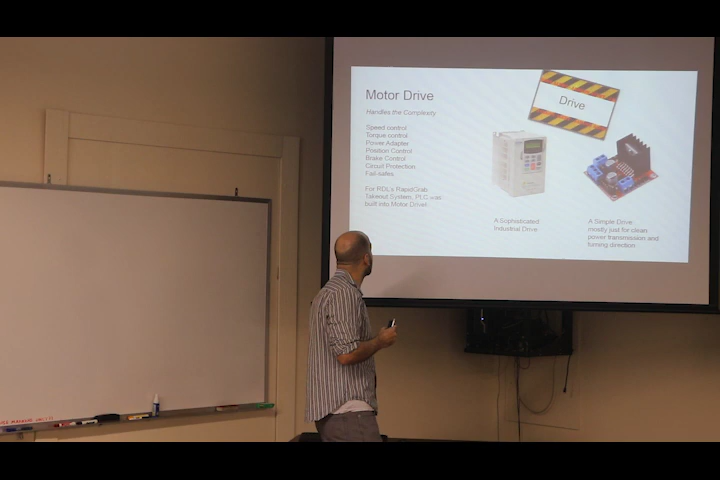 Motor Drive
Handles the Complexity
Speed control
Torque control
Power Adapter
Position Control
Brake Control
Circuit Protection
Fail-safes
For RDL's RapidGrab
Takeout System, PLC was
built into Motor Driver.
Drive
A Sophisticated
Industrial Drive
A Simple Drive:
mostly just for clean
power transmission and
turning direction